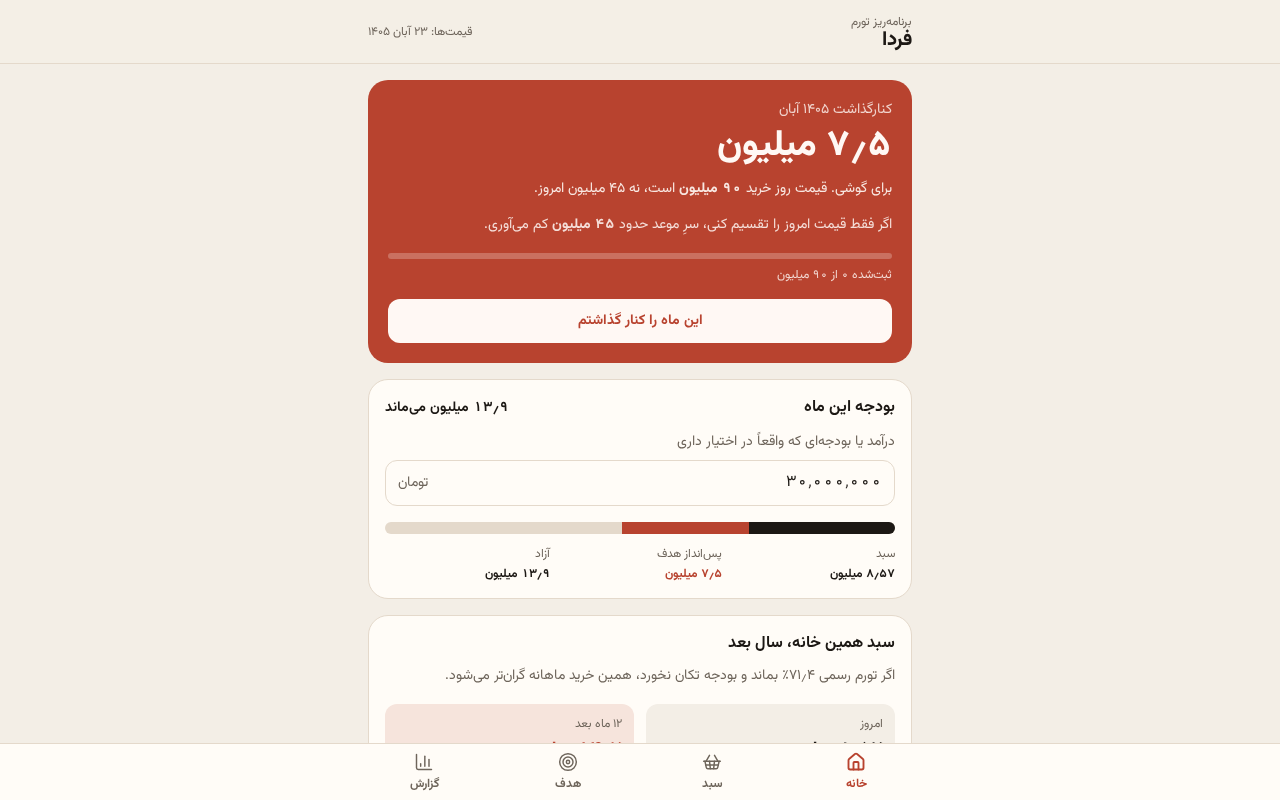 برنامه‌ریز تورم
فردا
قیمت‌ها: ۲۳ آبان ۱۴۰۵
کنارگذاشت ۱۴۰۵ آبان
۷٫۵ میلیون
برای گوشی. قیمت روز خرید ۹۰ میلیون است، نه ۴۵ میلیون امروز.
اگر فقط قیمت امروز را تقسیم کنی، سرِ موعد حدود ۴۵ میلیون کم می‌آوری.
ثبت‌شده ۰ از ۹۰ میلیون
این ماه را کنار گذاشتم
بودجه این ماه
۱۳٫۹ میلیون می‌ماند
درآمد یا بودجه‌ای که واقعاً در اختیار داری
۳۰,۰۰۰,۰۰۰
تومان
سبد
پس‌انداز هدف
آزاد
۸٫۵۷ میلیون
۷٫۵ میلیون
۱۳٫۹ میلیون
سبد همین خانه، سال بعد
اگر تورم رسمی ۷۱٫۴٪ بماند و بودجه تکان نخورد، همین خرید ماهانه گران‌تر می‌شود.
امروز
۱۲ ماه بعد
خانه
سبد
هدف
گزارش